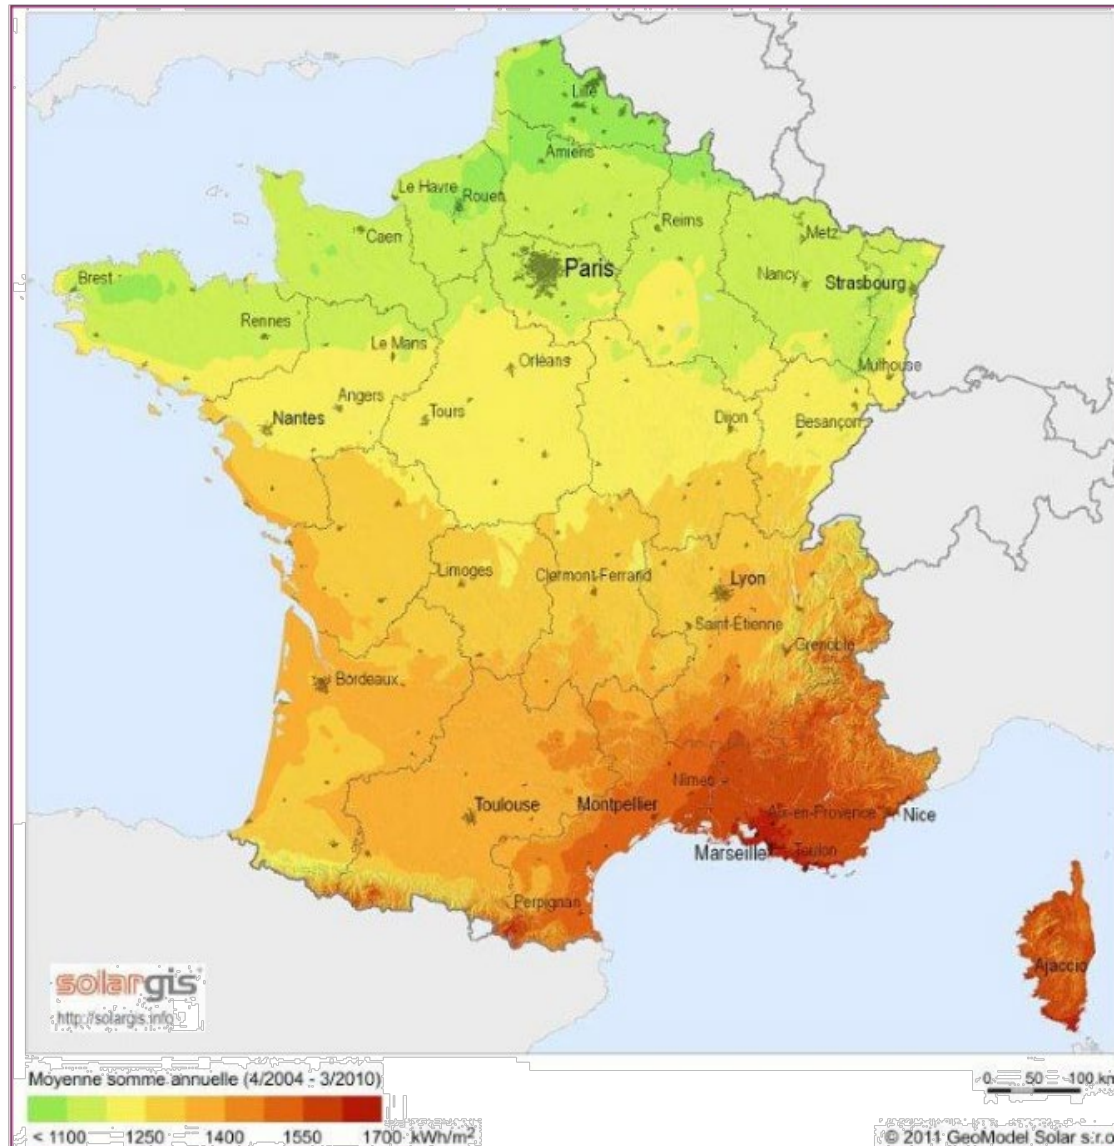 Lille
Amiens
Le Havre
Rouen
Caen
Reims
Metz
Paris
Nancy
Strasbourg
Brest
Rennes
Le Mans
Orléans
Mulhouse
Angers
Tours
Nantes
Dijon
Besançon
Limoges
Clermont-Ferrand
Lyon
Saint-Étienne
Grenoble
Bordeaux
Nîmes
Toulouse
Montpellier
Aix-en-Provence
Nice
Marseille
Toulon
Perpignan
Ajaccio
solargis
http://solargis.info
Moyenne somme annuelle (4/2004 - 3/2010)
0 50 100 km
< 1100 1250 1400 1550 1700 kWh/m²
© 2011 GeoModel Solar s.r.o.